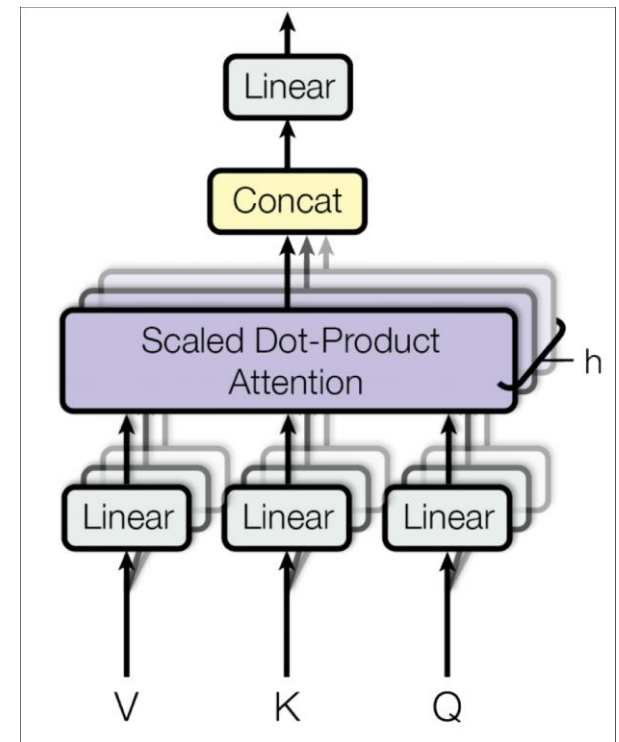 Linear
Concat
Scaled Dot-Product
Attention
h
Linear
Linear
Linear
V
K
Q